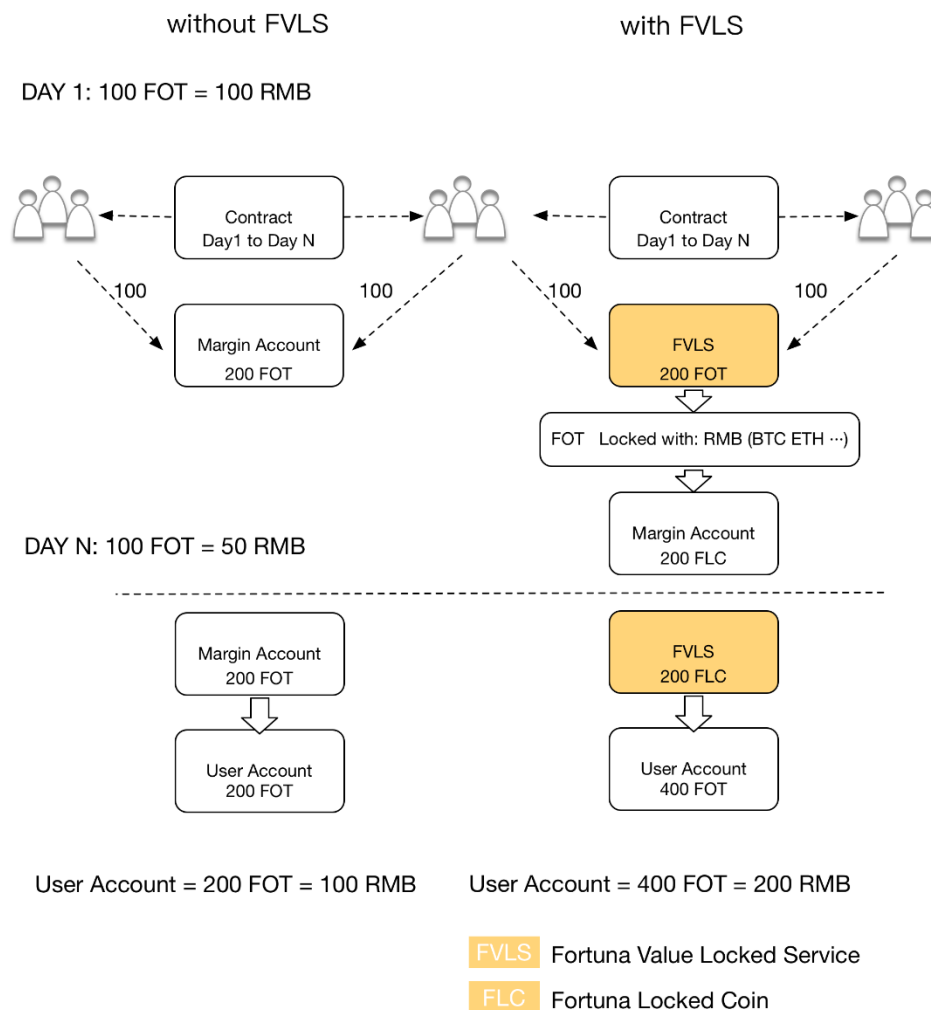 without FVLS
with FVLS
DAY 1: 100 FOT = 100 RMB
Contract
Day1 to Day N
Contract
Day1 to Day N
100
100
100
100
Margin Account
200 FOT
FVLS
200 FOT
FOT Locked with: RMB (BTC ETH ···)
Margin Account
200 FLC
DAY N: 100 FOT = 50 RMB
Margin Account
200 FOT
FVLS
200 FLC
User Account
200 FOT
User Account
400 FOT
User Account = 200 FOT = 100 RMB
User Account = 400 FOT = 200 RMB
FVLS Fortuna Value Locked Service
FLC Fortuna Locked Coin